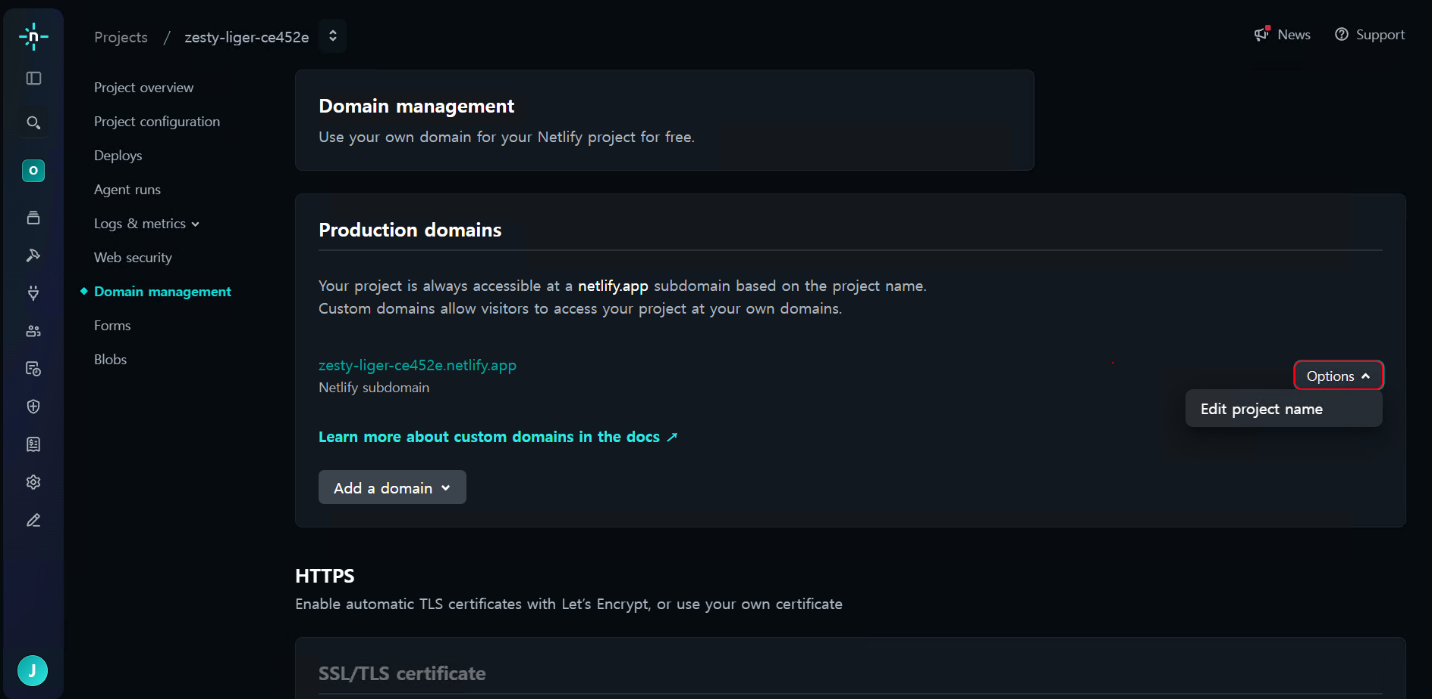 n
Projects / zesty-liger-ce452e
News
Support
Project overview
Project configuration
Deploys
Agent runs
Logs & metrics
Web security
Domain management
Forms
Blobs
O
J
Domain management
Use your own domain for your Netlify project for free.
Production domains
Your project is always accessible at a netlify.app subdomain based on the project name.
Custom domains allow visitors to access your project at your own domains.
zesty-liger-ce452e.netlify.app
Netlify subdomain
Options
Edit project name
Learn more about custom domains in the docs ↗
Add a domain
HTTPS
Enable automatic TLS certificates with Let’s Encrypt, or use your own certificate
SSL/TLS certificate